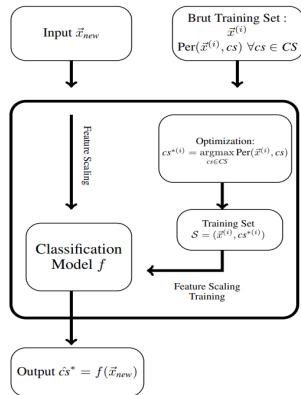 Input $\vec{x}_{new}$
Brut Training Set :
$\vec{x}^{(i)}$
Per($\vec{x}^{(i)}, cs$) $\forall cs \in CS$
Feature Scaling
Optimization:
$cs^{*(i)} = \underset{cs \in CS}{\mathrm{argmax}}\ \mathbf{Per}(\vec{x}^{(i)}, cs)$
Training Set
$\mathcal{S} = (\vec{x}^{(i)}, cs^{*(i)})$
Classification
Model $f$
Feature Scaling
Training
Output $\hat{cs}^* = f(\vec{x}_{new})$